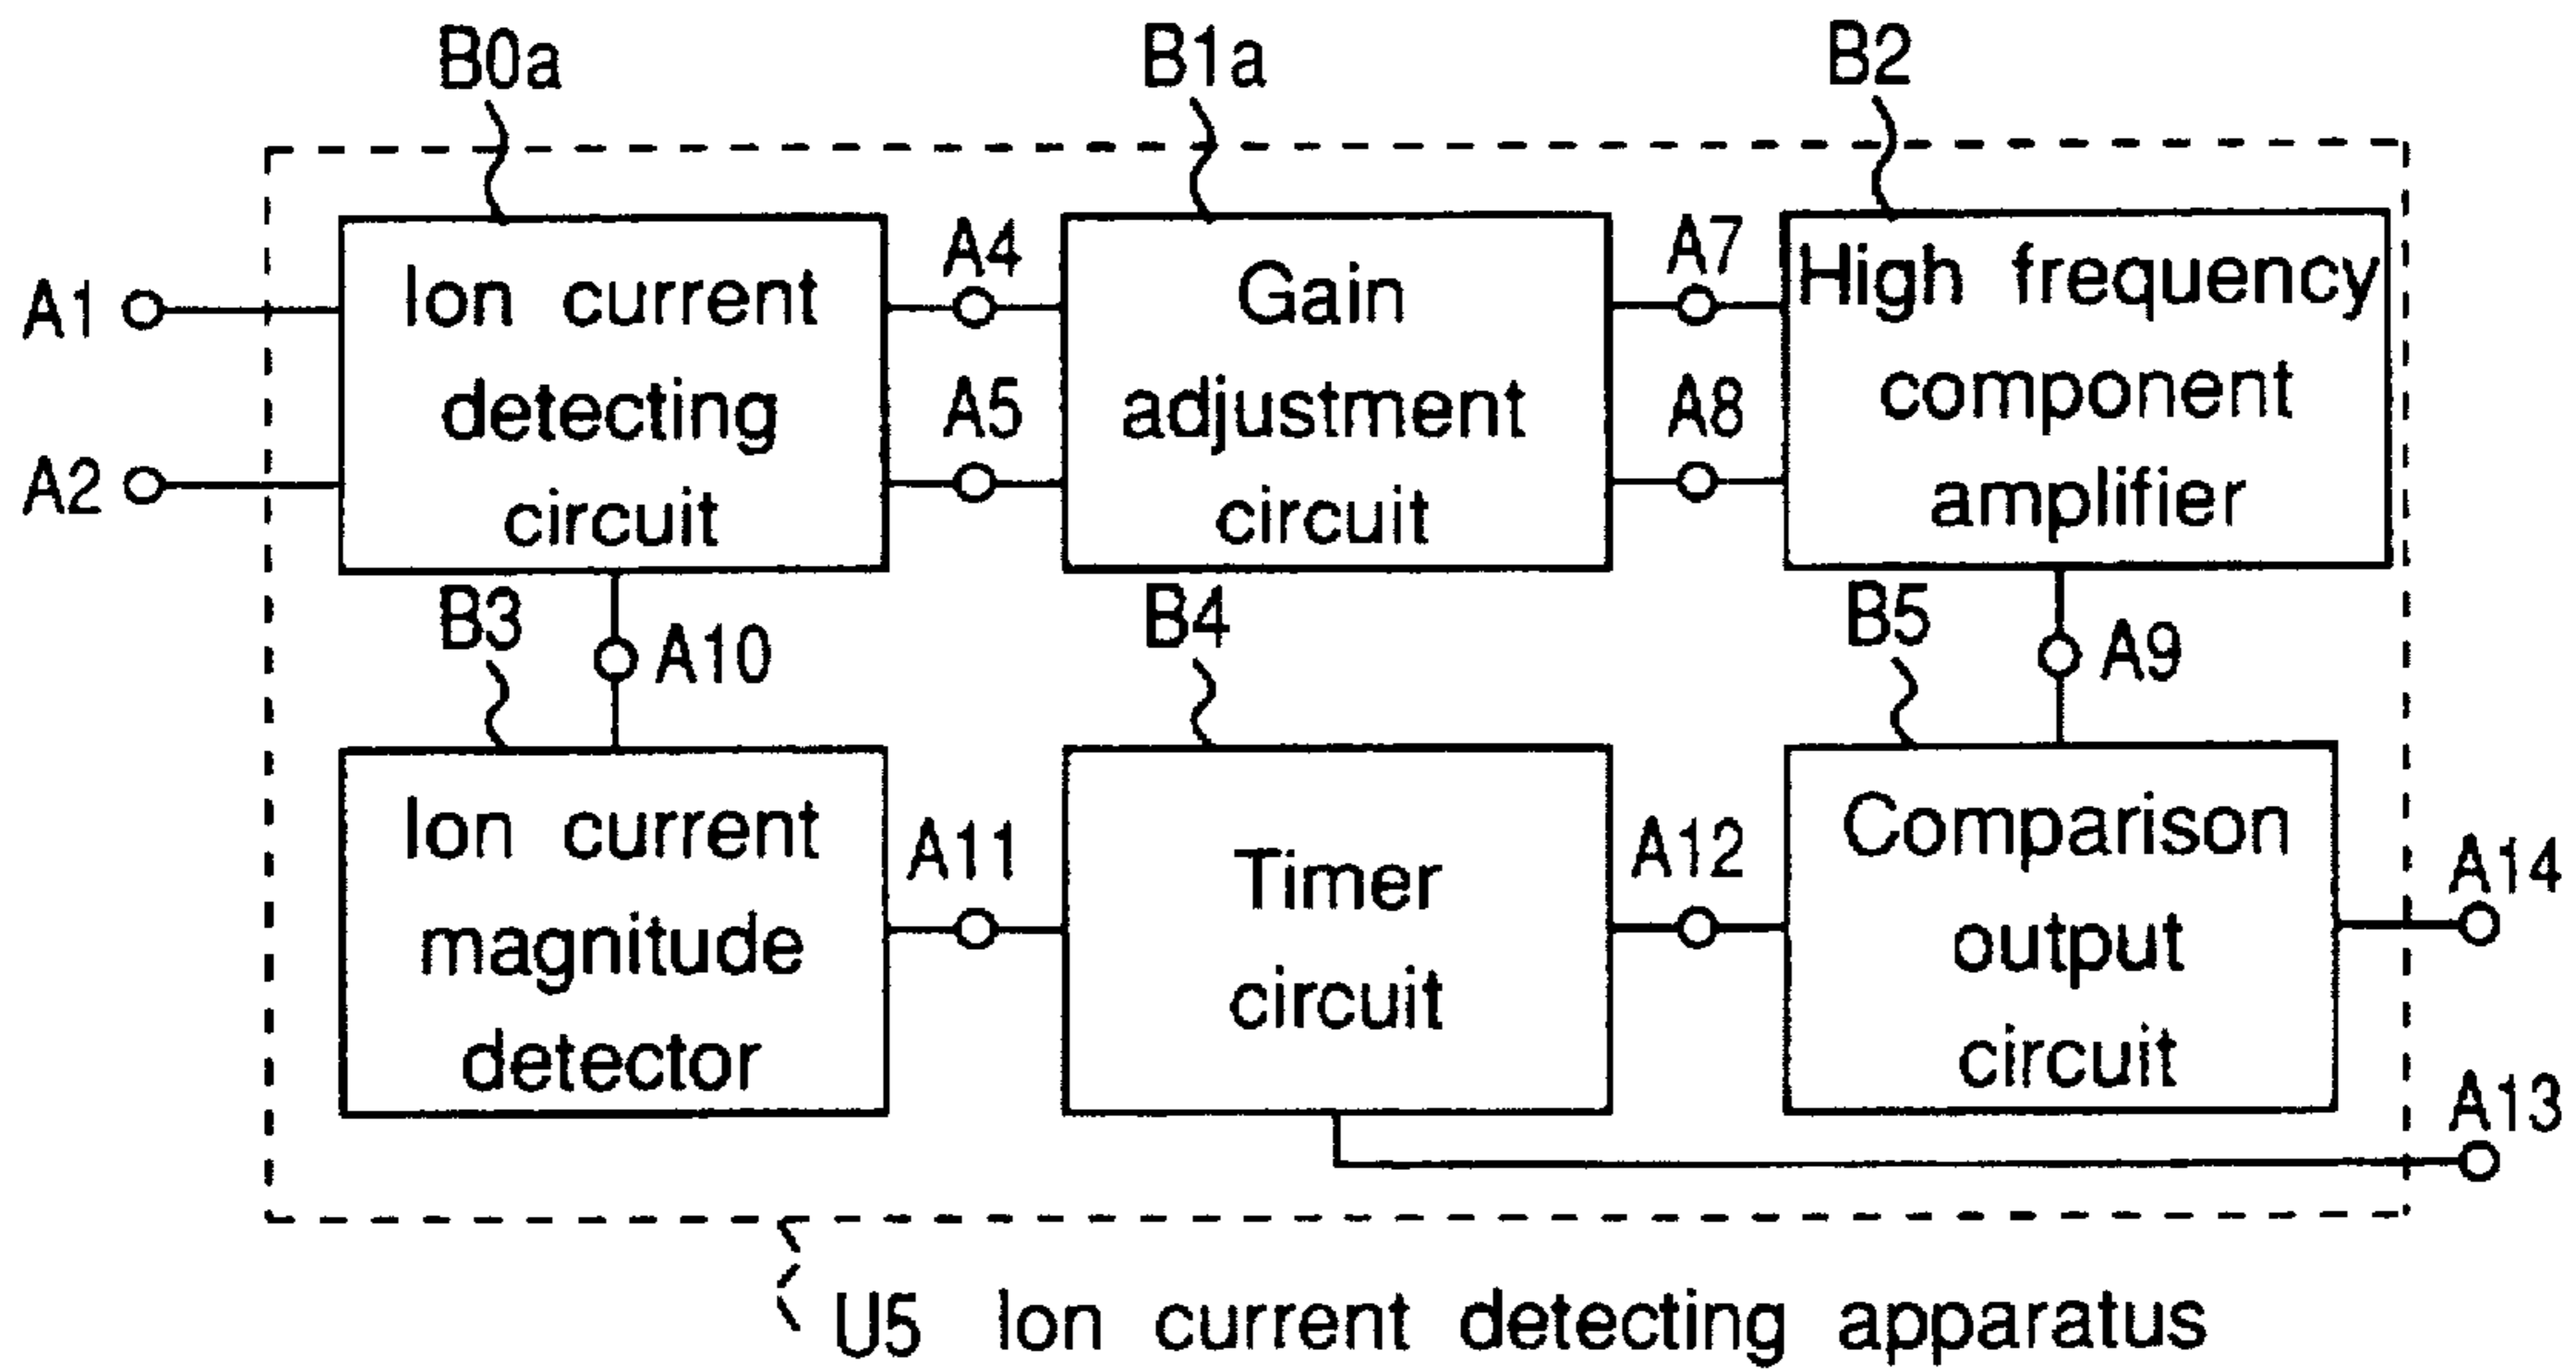 B0a
B1a
B2
A1
A2
Ion current
detecting
circuit
A4
A5
Gain
adjustment
circuit
A7
A8
High frequency
component
amplifier
B3
A10
B4
B5
A9
Ion current
magnitude
detector
A11
Timer
circuit
A12
Comparison
output
circuit
A14
A13
U5 Ion current detecting apparatus